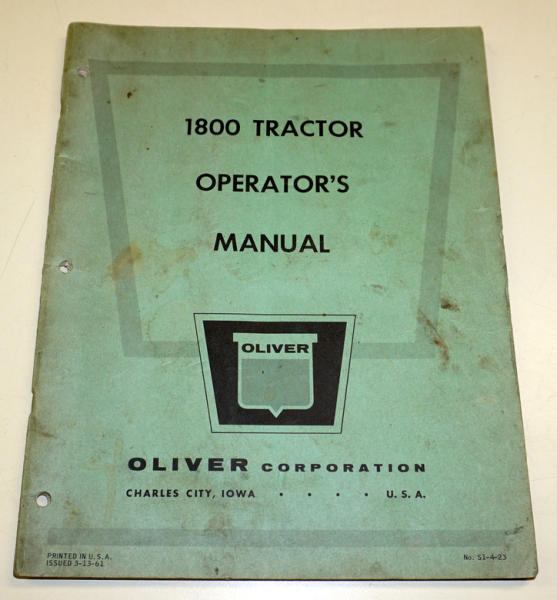 1800 TRACTOR
OPERATOR'S
MANUAL
OLIVER
OLIVER CORPORATION
CHARLES CITY, IOWA . . . . U. S. A.
PRINTED IN U. S. A.
ISSUED 3-13-61
No. S1-4-23